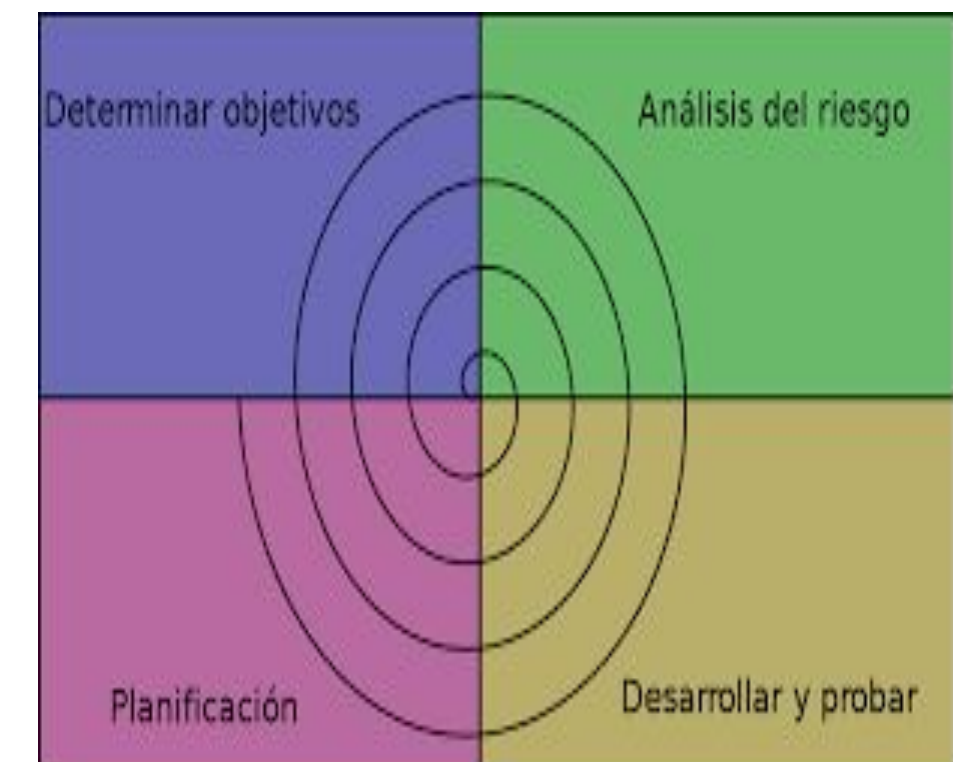 Determinar objetivos
Análisis del riesgo
Planificación
Desarrollar y probar